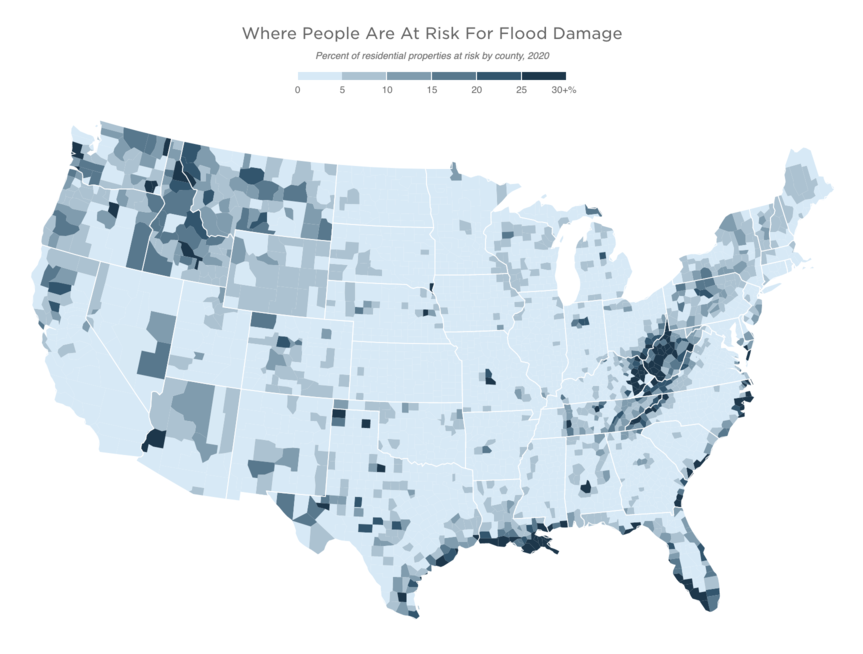 Where People Are At Risk For Flood Damage
Percent of residential properties at risk by county, 2020
0 5 10 15 20 25 30+%